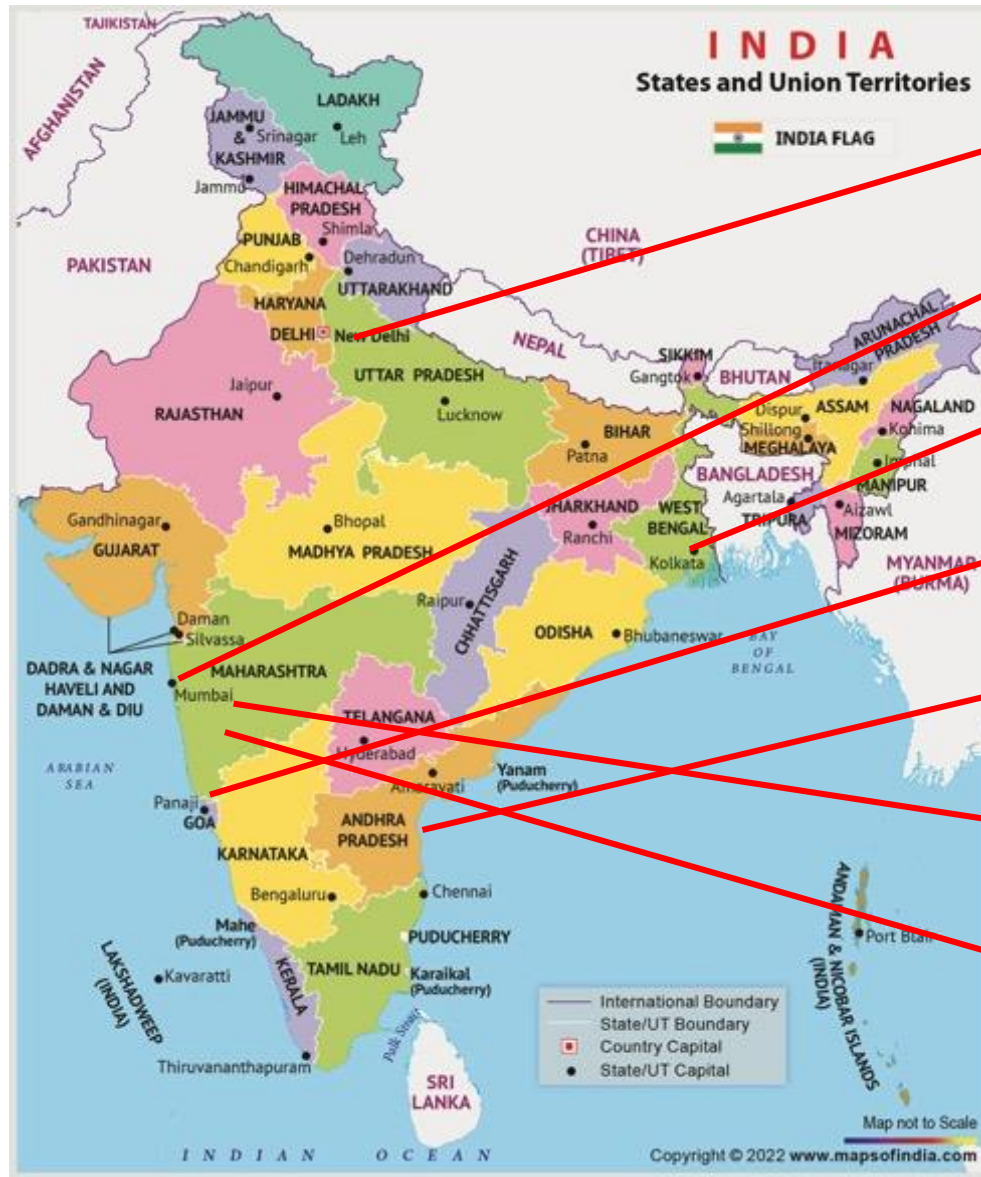 INDIA
States and Union Territories
INDIA FLAG
TAJIKISTAN
AFGHANISTAN
PAKISTAN
CHINA
(TIBET)
NEPAL
BHUTAN
BANGLADESH
MYANMAR
(BURMA)
SRI
LANKA
LADAKH
Leh
JAMMU
&
KASHMIR
Srinagar
Jammu
HIMACHAL
PRADESH
Shimla
PUNJAB
Chandigarh
Dehradun
UTTARAKHAND
HARYANA
DELHI
New Delhi
UTTAR PRADESH
Lucknow
Jaipur
RAJASTHAN
SIKKIM
Gangtok
ARUNACHAL
PRADESH
Itanagar
ASSAM
Dispur
Shillong
MEGHALAYA
NAGALAND
Kohima
Imphal
MANIPUR
Agartala
TRIPURA
Aizawl
MIZORAM
BIHAR
Patna
JHARKHAND
Ranchi
WEST
BENGAL
Kolkata
Gandhinagar
GUJARAT
Bhopal
MADHYA PRADESH
Raipur
CHHATTISGARH
ODISHA
Bhubaneswar
BAY
OF
BENGAL
Daman
Silvassa
DADRA & NAGAR
HAVELI AND
DAMAN & DIU
MAHARASHTRA
Mumbai
TELANGANA
Hyderabad
ARABIAN
SEA
Amaravati
Yanam
(Puducherry)
Panaji
GOA
ANDHRA
PRADESH
KARNATAKA
Bengaluru
Chennai
Mahe
(Puducherry)
PUDUCHERRY
TAMIL NADU
Karaikal
(Puducherry)
KERALA
LAKSHADWEEP
(INDIA)
Kavaratti
Thiruvananthapuram
Palk Strait
ANDAMAN & NICOBAR ISLANDS
(INDIA)
Port Blair
International Boundary
State/UT Boundary
Country Capital
State/UT Capital
INDIAN OCEAN
Map not to Scale
Copyright © 2022 www.mapsofindia.com